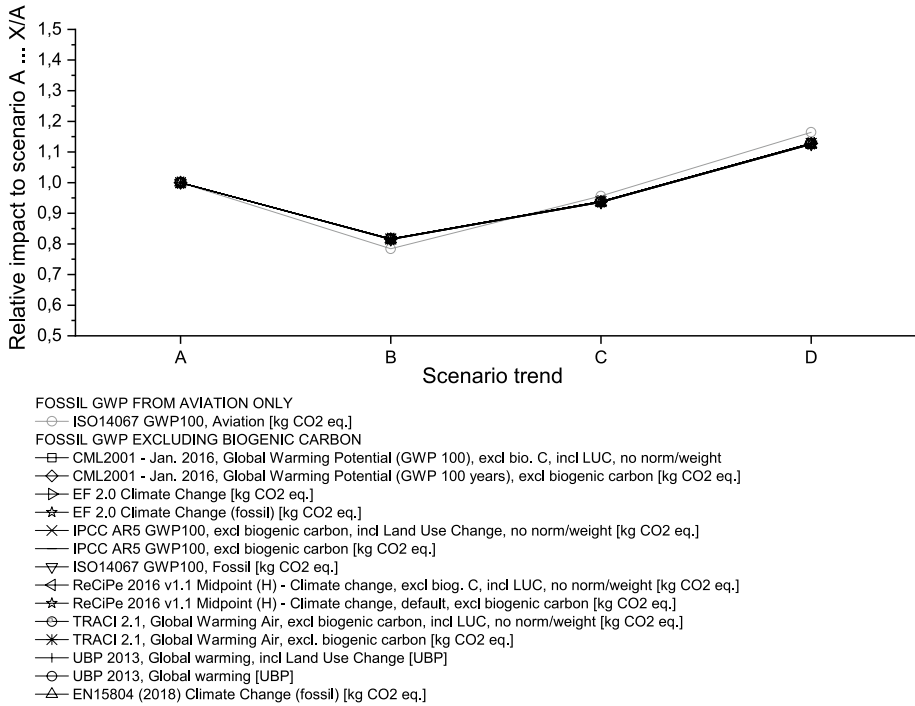 Relative impact to scenario A ... X/A
1,5
1,4
1,3
1,2
1,1
1,0
0,9
0,8
0,7
0,6
0,5
A B C D
Scenario trend
FOSSIL GWP FROM AVIATION ONLY
ISO14067 GWP100, Aviation [kg CO2 eq.]
FOSSIL GWP EXCLUDING BIOGENIC CARBON
CML2001 - Jan. 2016, Global Warming Potential (GWP 100), excl bio. C, incl LUC, no norm/weight
CML2001 - Jan. 2016, Global Warming Potential (GWP 100 years), excl biogenic carbon [kg CO2 eq.]
EF 2.0 Climate Change [kg CO2 eq.]
EF 2.0 Climate Change (fossil) [kg CO2 eq.]
IPCC AR5 GWP100, excl biogenic carbon, incl Land Use Change, no norm/weight [kg CO2 eq.]
IPCC AR5 GWP100, excl biogenic carbon [kg CO2 eq.]
ISO14067 GWP100, Fossil [kg CO2 eq.]
ReCiPe 2016 v1.1 Midpoint (H) - Climate change, excl biog. C, incl LUC, no norm/weight [kg CO2 eq.]
ReCiPe 2016 v1.1 Midpoint (H) - Climate change, default, excl biogenic carbon [kg CO2 eq.]
TRACI 2.1, Global Warming Air, excl biogenic carbon, incl LUC, no norm/weight [kg CO2 eq.]
TRACI 2.1, Global Warming Air, excl. biogenic carbon [kg CO2 eq.]
UBP 2013, Global warming, incl Land Use Change [UBP]
UBP 2013, Global warming [UBP]
EN15804 (2018) Climate Change (fossil) [kg CO2 eq.]